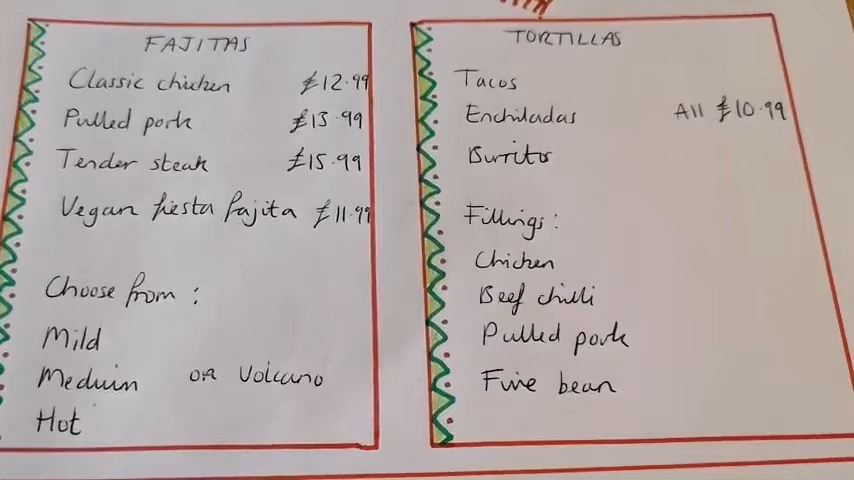 FAJITAS
Classic chicken £12.99
Pulled pork £13.99
Tender steak £15.99
Vegan fiesta fajita £11.99
Choose from :
Mild
Medium or Volcano
Hot
TORTILLAS
Tacos
Enchiladas All £10.99
Burrito
Fillings :
Chicken
Beef chilli
Pulled pork
Five bean